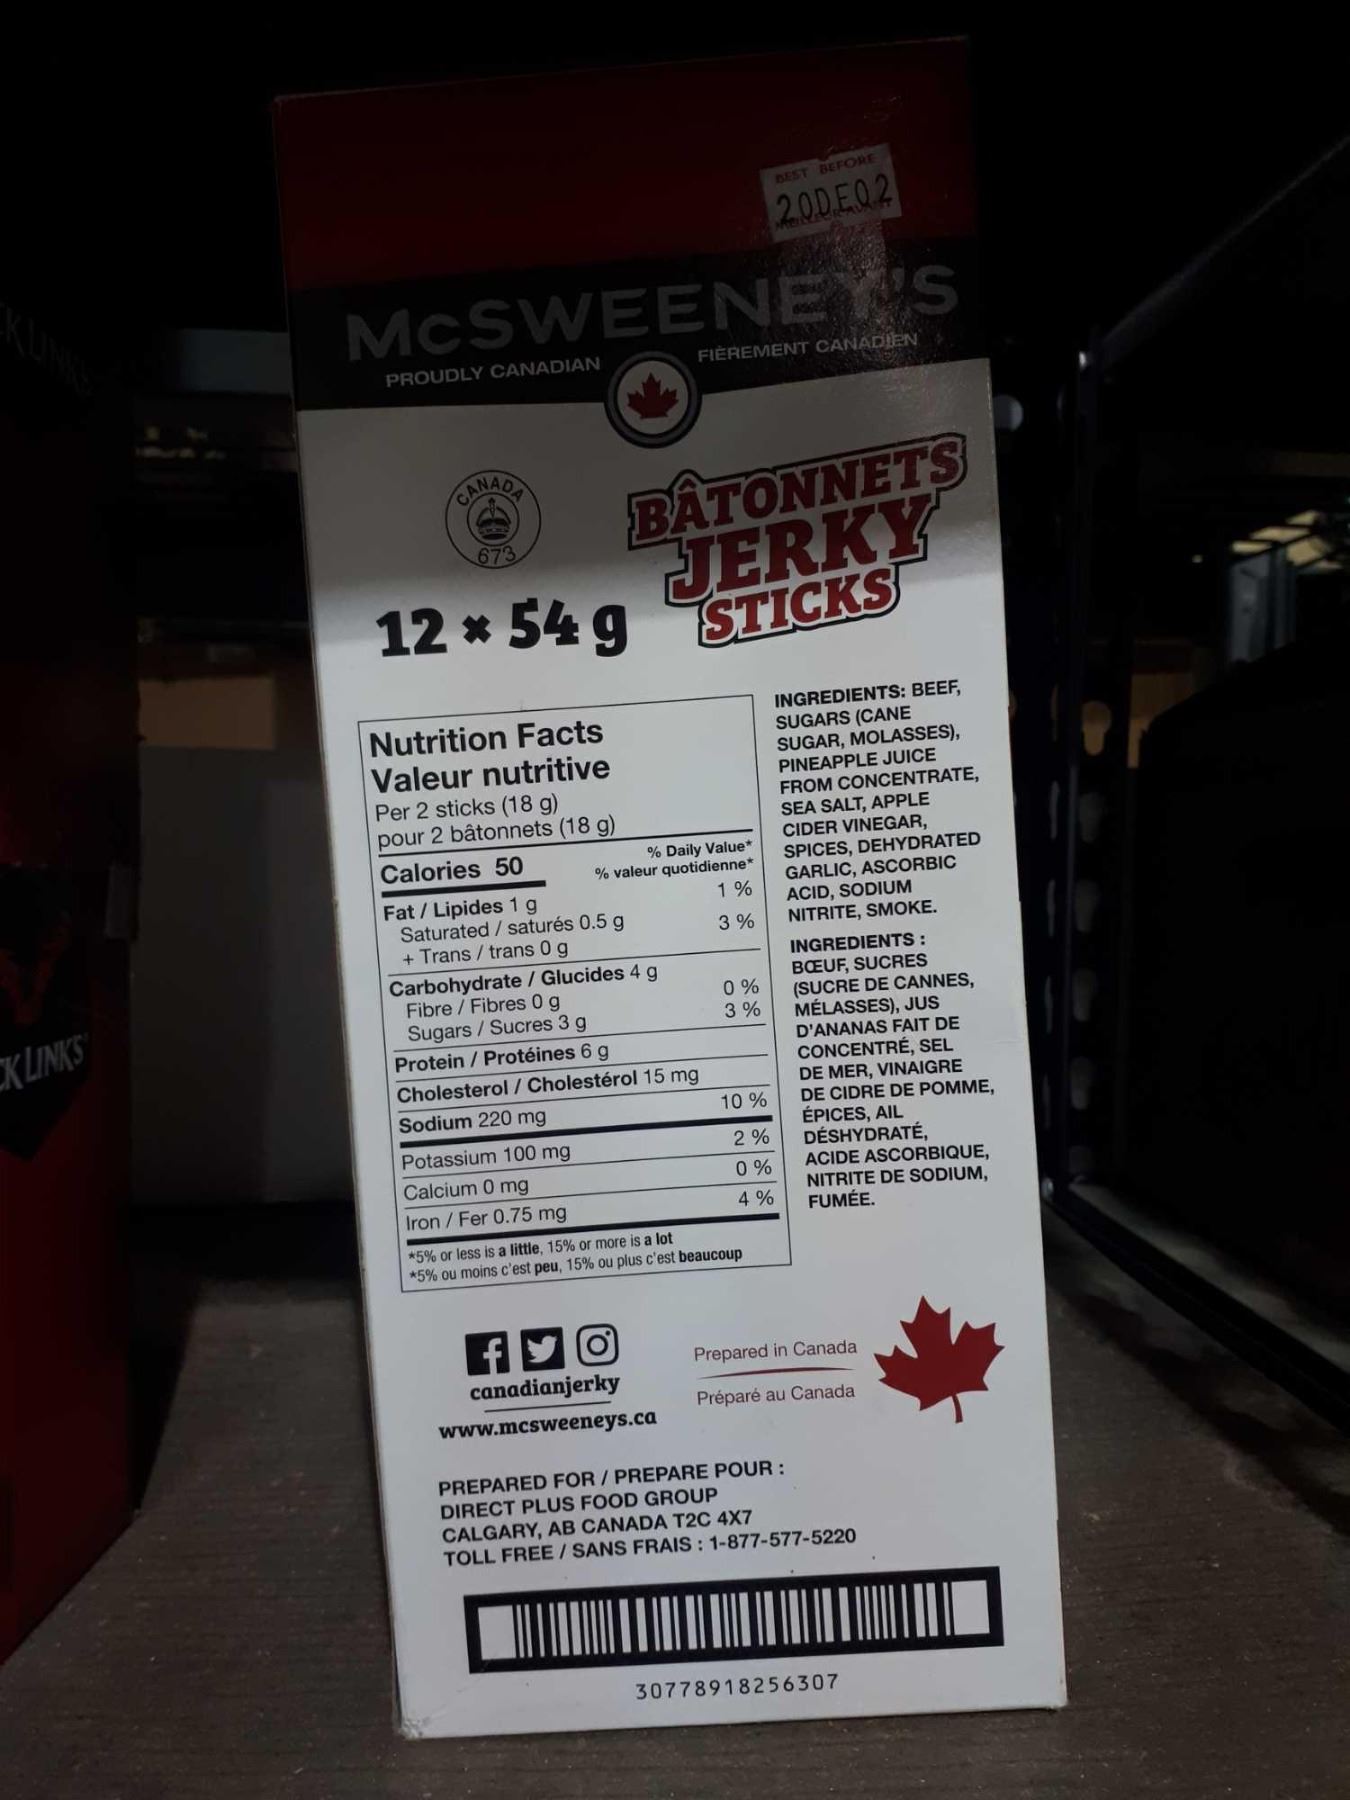 BEST BEFORE
20DE02
MEILLEUR AVANT
McSWEENEY'S
PROUDLY CANADIAN
FIÈREMENT CANADIEN
CANADA
673
BÂTONNETS
JERKY
STICKS
12 × 54 g
Nutrition Facts
Valeur nutritive
Per 2 sticks (18 g)
pour 2 bâtonnets (18 g)
Calories 50
% Daily Value*
% valeur quotidienne*
Fat / Lipides 1 g 1 %
Saturated / saturés 0.5 g 3 %
+ Trans / trans 0 g
Carbohydrate / Glucides 4 g
Fibre / Fibres 0 g 0 %
Sugars / Sucres 3 g 3 %
Protein / Protéines 6 g
Cholesterol / Cholestérol 15 mg
Sodium 220 mg 10 %
Potassium 100 mg 2 %
Calcium 0 mg 0 %
Iron / Fer 0.75 mg 4 %
*5% or less is a little, 15% or more is a lot
*5% ou moins c'est peu, 15% ou plus c'est beaucoup
INGREDIENTS: BEEF,
SUGARS (CANE
SUGAR, MOLASSES),
PINEAPPLE JUICE
FROM CONCENTRATE,
SEA SALT, APPLE
CIDER VINEGAR,
SPICES, DEHYDRATED
GARLIC, ASCORBIC
ACID, SODIUM
NITRITE, SMOKE.
INGREDIENTS :
BŒUF, SUCRES
(SUCRE DE CANNES,
MÉLASSES), JUS
D'ANANAS FAIT DE
CONCENTRÉ, SEL
DE MER, VINAIGRE
DE CIDRE DE POMME,
ÉPICES, AIL
DÉSHYDRATÉ,
ACIDE ASCORBIQUE,
NITRITE DE SODIUM,
FUMÉE.
canadianjerky
www.mcsweeneys.ca
Prepared in Canada
Préparé au Canada
PREPARED FOR / PREPARE POUR :
DIRECT PLUS FOOD GROUP
CALGARY, AB CANADA T2C 4X7
TOLL FREE / SANS FRAIS : 1-877-577-5220
30778918256307
LINKS